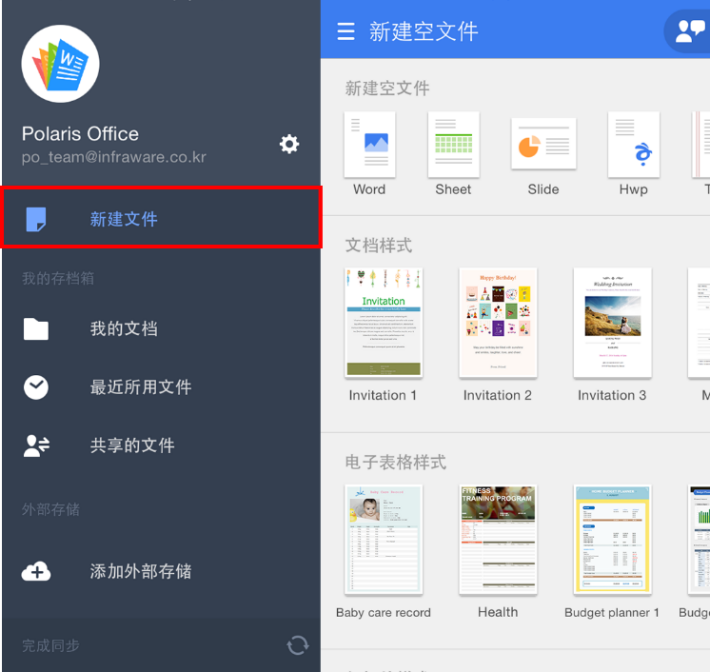 Polaris Office
po_team@infraware.co.kr
新建文件
我的存档箱
我的文档
最近所用文件
共享的文件
外部存储
添加外部存储
完成同步
新建空文件
新建空文件
Word
Sheet
Slide
Hwp
文档样式
Invitation
Happy Birthday!
Wedding Invitation
Invitation 1
Invitation 2
Invitation 3
电子表格样式
Baby Care Record
FITNESS
TRAINING PROGRAM
Baby care record
Health
Budget planner 1
Budg